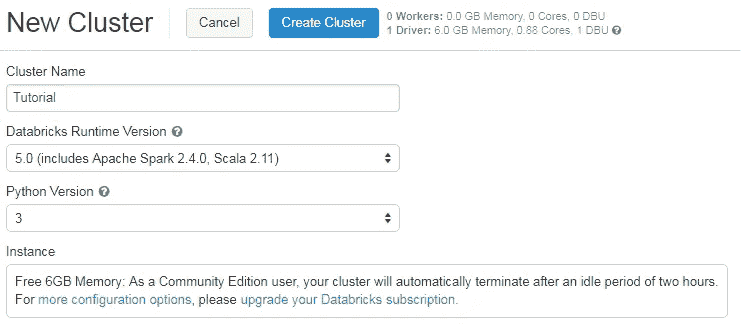 New Cluster
Cancel
Create Cluster
0 Workers: 0.0 GB Memory, 0 Cores, 0 DBU
1 Driver: 6.0 GB Memory, 0.88 Cores, 1 DBU ?
Cluster Name
Tutorial
Databricks Runtime Version ?
5.0 (includes Apache Spark 2.4.0, Scala 2.11)
Python Version ?
3
Instance
Free 6GB Memory: As a Community Edition user, your cluster will automatically terminate after an idle period of two hours.
For more configuration options, please upgrade your Databricks subscription.